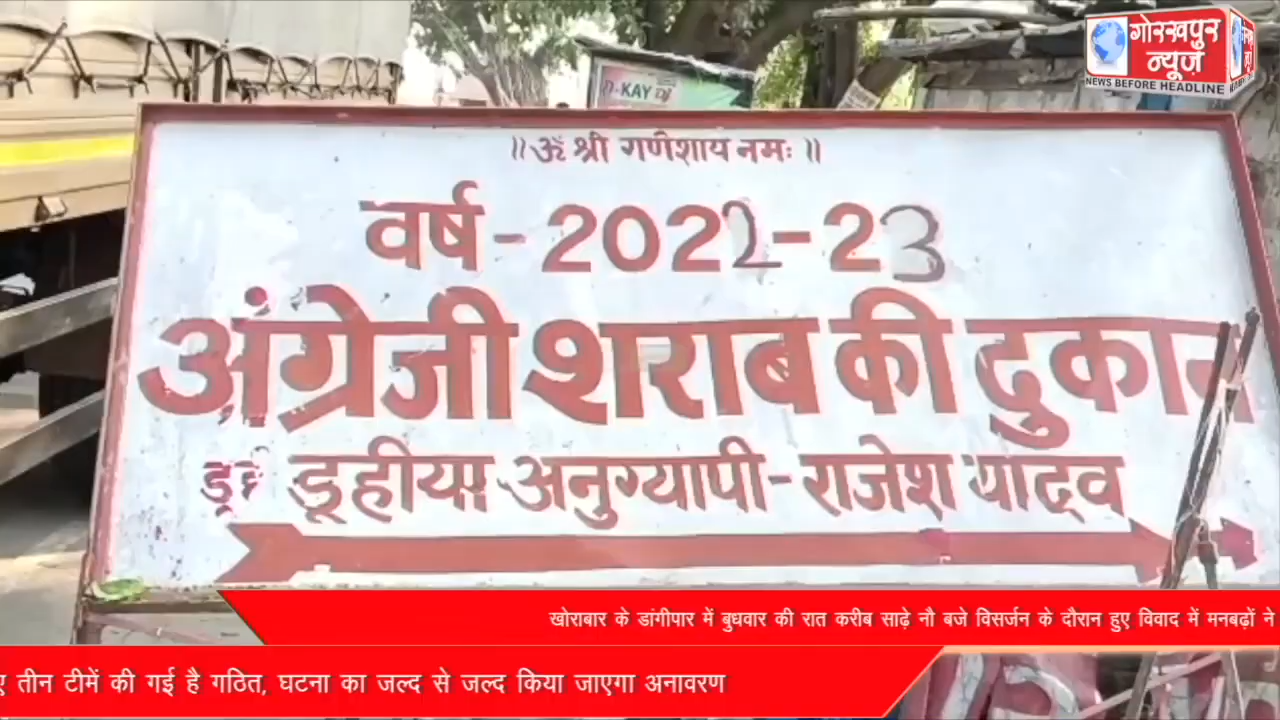 गोरखपुर
न्यूज़
NEWS BEFORE HEADLINE
-KAY
॥ ॐ श्री गणेशाय नमः ॥
वर्ष - 2022-23
अंग्रेजी शराब की दुकान
डूहीया अनुग्यापी - राजेश यादव
खोराबार के डांगीपार में बुधवार की रात करीब साढ़े नौ बजे विसर्जन के दौरान हुए विवाद में मनबढ़ों ने
तीन टीमें की गई है गठित, घटना का जल्द से जल्द किया जाएगा अनावरण